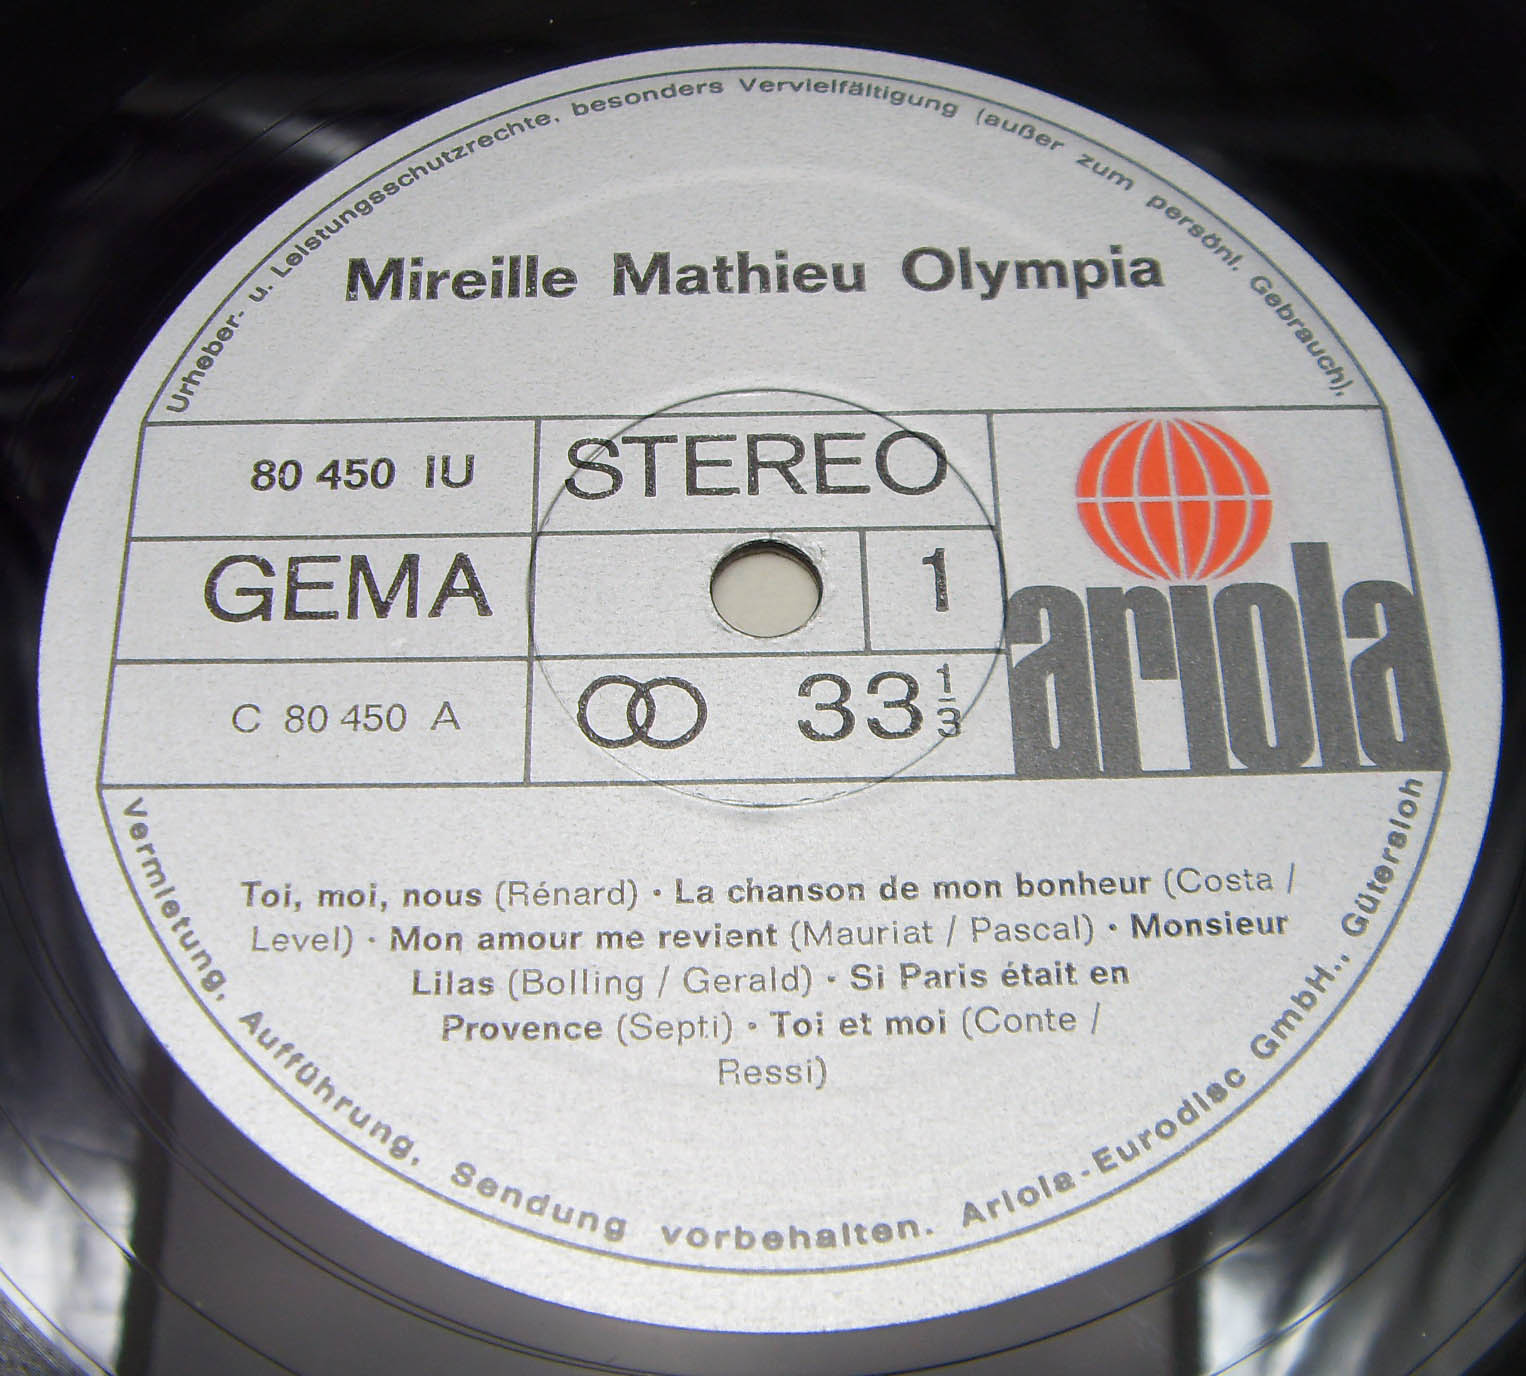 Urheber- u. Leistungsschutzrechte, besonders Vervielfältigung (außer zum persönl. Gebrauch),
Mireille Mathieu Olympia
80 450 IU
STEREO
GEMA
1
ariola
C 80 450 A
33 1/3
Toi, moi, nous (Rénard) · La chanson de mon bonheur (Costa /
Level) · Mon amour me revient (Mauriat / Pascal) · Monsieur
Lilas (Bolling / Gerald) · Si Paris était en
Provence (Septi) · Toi et moi (Conte /
Ressi)
Vermietung, Aufführung, Sendung vorbehalten. Ariola-Eurodisc GmbH., Gütersloh